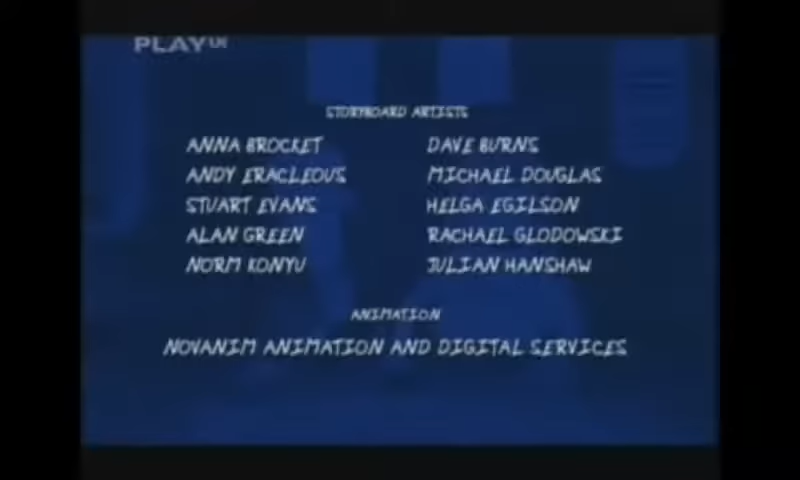 PLAY
STORYBOARD ARTISTS
ANNA BROCKET DAVE BURNS
ANDY ERACLEOUS MICHAEL DOUGLAS
STUART EVANS HELGA EGILSON
ALAN GREEN RACHAEL GLODOWSKI
NORM KONYU JULIAN HANSHAW
ANIMATION
NOVANIM ANIMATION AND DIGITAL SERVICES